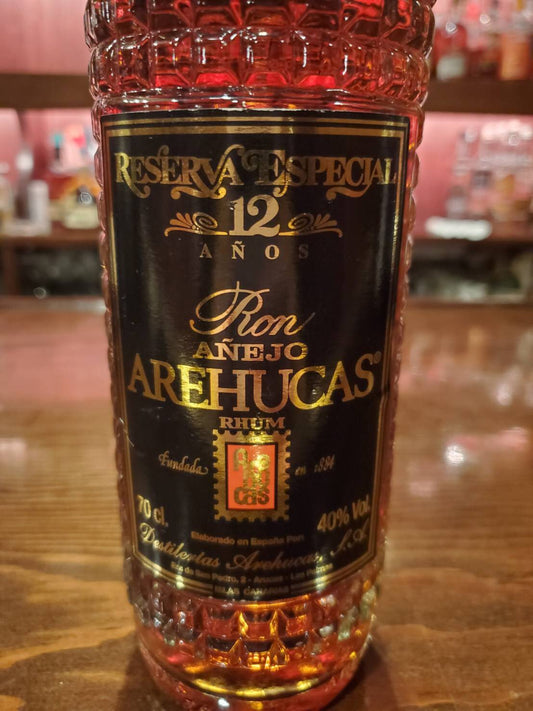 RESERVA ESPECIAL
12
AÑOS
Ron
AÑEJO
AREHUCAS®
RHUM
Fundada en 1884
70 cl. 40% Vol.
Elaborado en España Por:
Destilerías Arehucas, S.A.